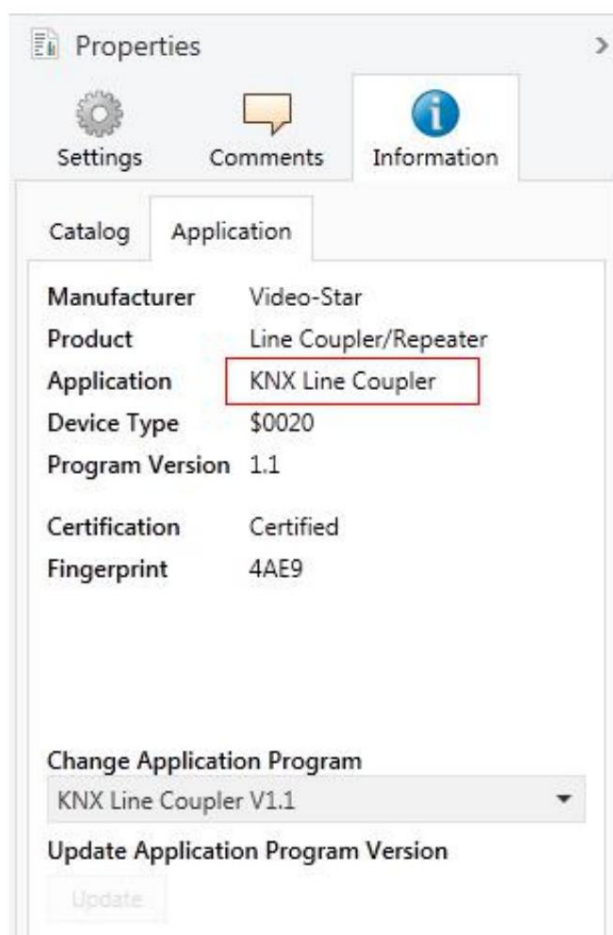 Properties
Settings Comments Information
Catalog Application
Manufacturer Video-Star
Product Line Coupler/Repeater
Application KNX Line Coupler
Device Type $0020
Program Version 1.1
Certification Certified
Fingerprint 4AE9
Change Application Program
KNX Line Coupler V1.1
Update Application Program Version
Update